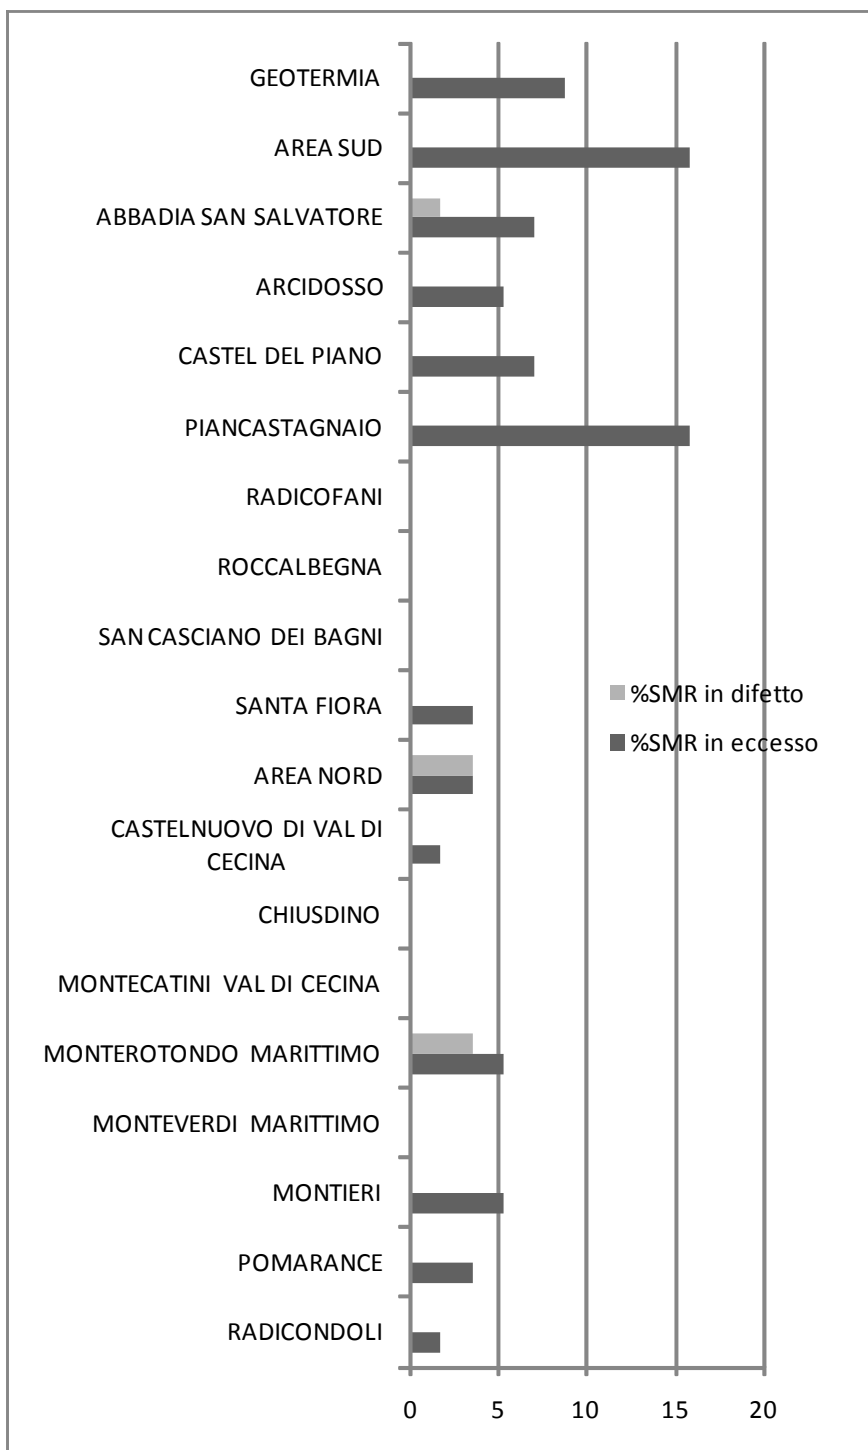 GEOTERMIA
AREA SUD
ABBADIA SAN SALVATORE
ARCIDOSSO
CASTEL DEL PIANO
PIANCASTAGNAIO
RADICOFANI
ROCCALBEGNA
SAN CASCIANO DEI BAGNI
SANTA FIORA
AREA NORD
CASTELNUOVO DI VAL DI
CECINA
CHIUSDINO
MONTECATINI VAL DI CECINA
MONTEROTONDO MARITTIMO
MONTEVERDI MARITTIMO
MONTIERI
POMARANCE
RADICONDOLI
%SMR in difetto
%SMR in eccesso
0 5 10 15 20